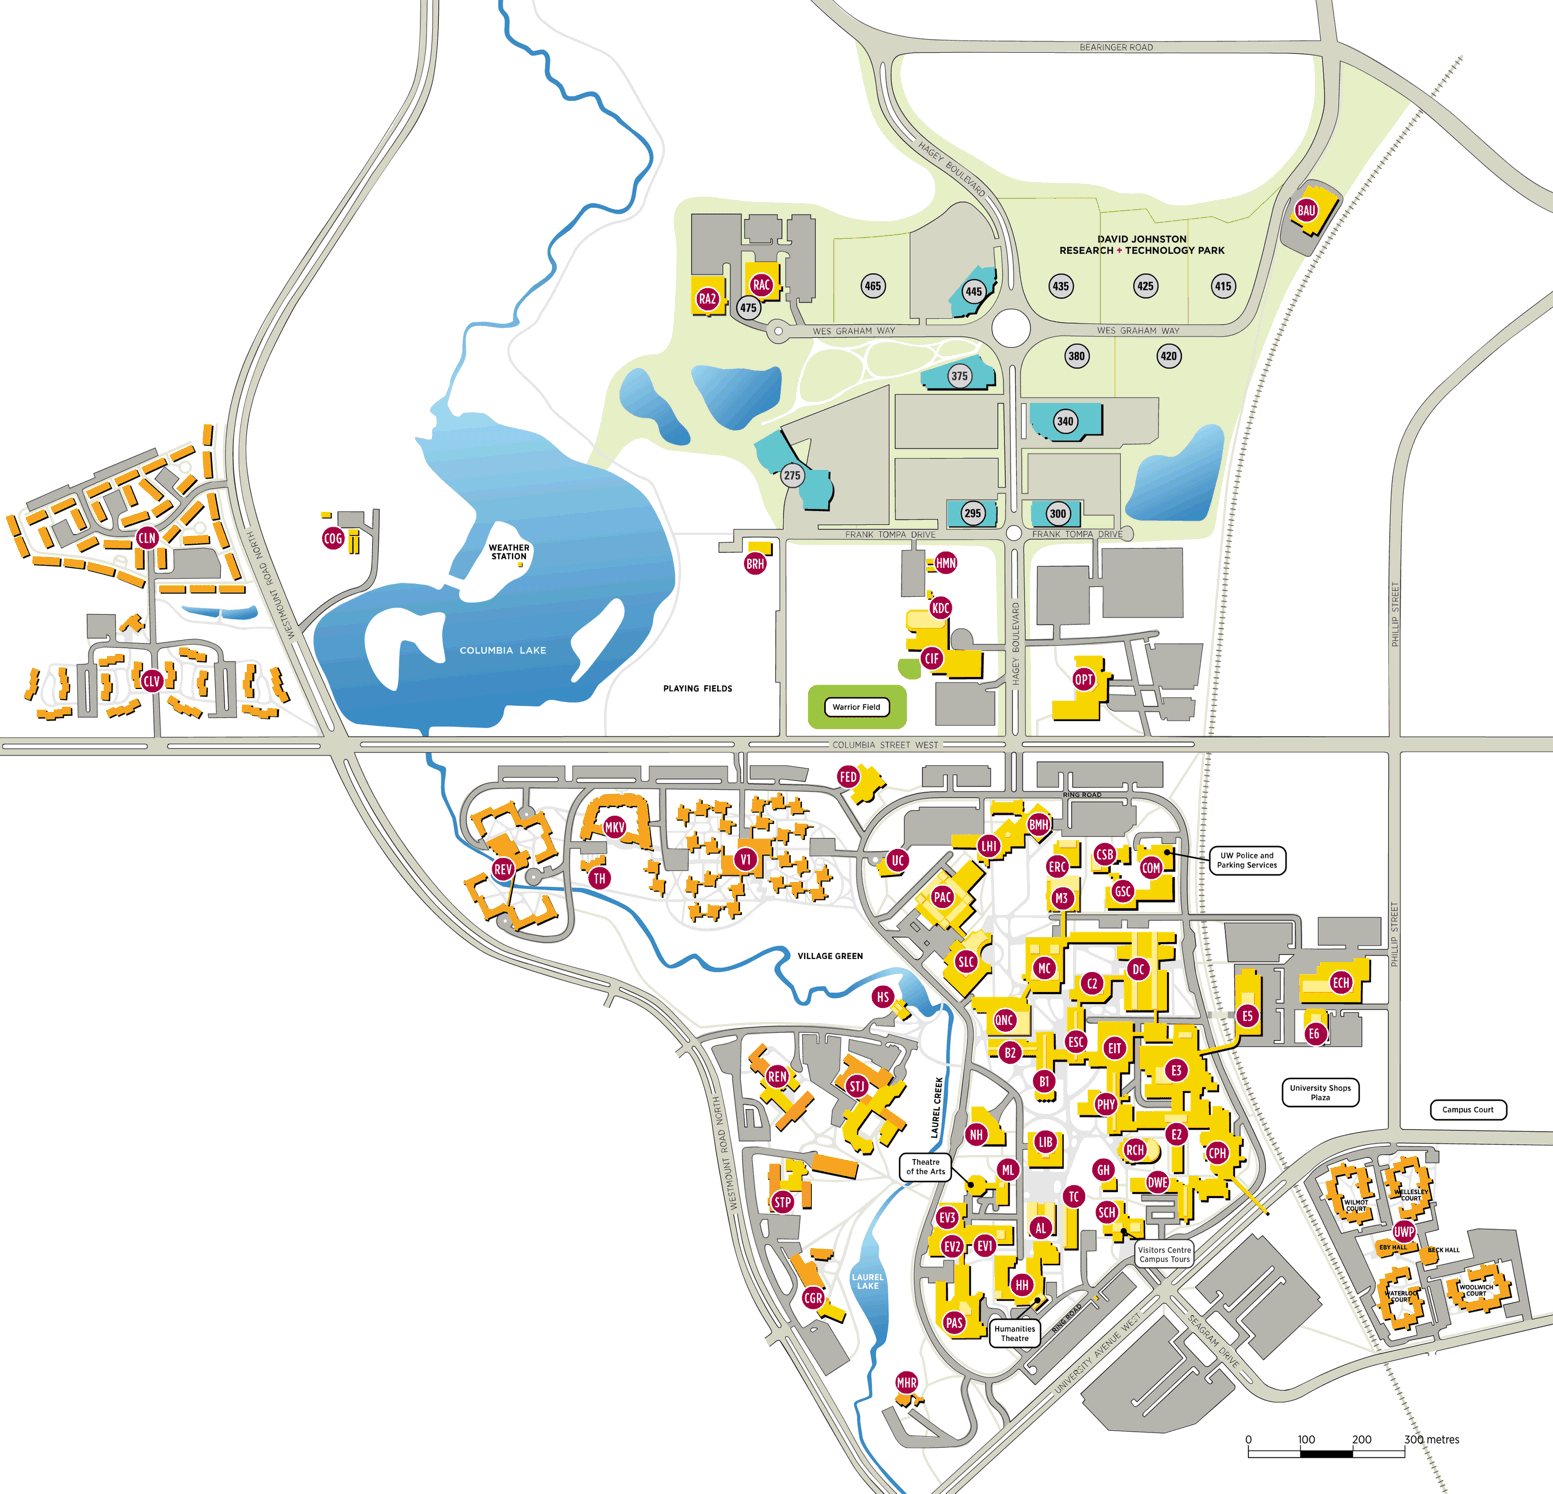 BEARINGER ROAD
HAGEY BOULEVARD
BAU
DAVID JOHNSTON
RESEARCH + TECHNOLOGY PARK
RA2
RAC
475
465
445
435
425
415
WES GRAHAM WAY
WES GRAHAM WAY
375
380
420
340
275
295
300
FRANK TOMPA DRIVE
FRANK TOMPA DRIVE
CLN
COG
WESTMOUNT ROAD NORTH
WEATHER
STATION
BRH
HMN
KDC
CIF
HAGEY BOULEVARD
OPT
PHILLIP STREET
COLUMBIA LAKE
CLV
PLAYING FIELDS
Warrior Field
COLUMBIA STREET WEST
FED
RING ROAD
MKV
REV
TH
V1
UC
BMH
LHI
ERC
CSB
COM
UW Police and
Parking Services
M3
GSC
PAC
SLC
MC
C2
DC
VILLAGE GREEN
HS
QNC
B2
ESC
EIT
E3
E5
ECH
E6
PHILLIP STREET
B1
PHY
REN
STJ
LAUREL CREEK
University Shops
Plaza
Campus Court
NH
LIB
RCH
E2
CPH
Theatre
of the Arts
ML
GH
DWE
WESTMOUNT ROAD NORTH
STP
EV3
EV2
EV1
AL
TC
SCH
Visitors Centre
Campus Tours
WILMOT
COURT
WELLESLEY
COURT
UWP
EBY HALL
BECK HALL
WATERLOO
COURT
WOOLWICH
COURT
LAUREL
LAKE
CGR
HH
PAS
Humanities
Theatre
RING ROAD
UNIVERSITY AVENUE WEST
SEAGRAM DRIVE
MHR
0 100 200 300 metres